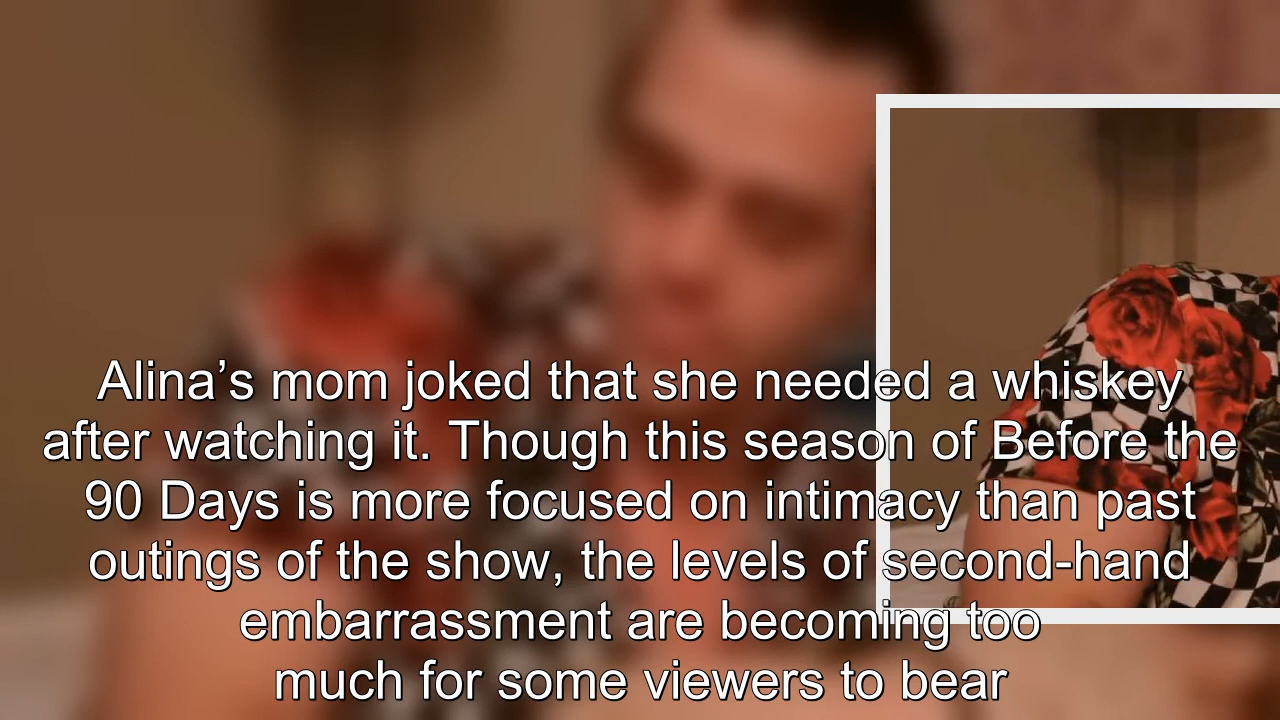 Alina’s mom joked that she needed a whiskey
after watching it. Though this season of Before the
90 Days is more focused on intimacy than past
outings of the show, the levels of second-hand
embarrassment are becoming too
much for some viewers to bear